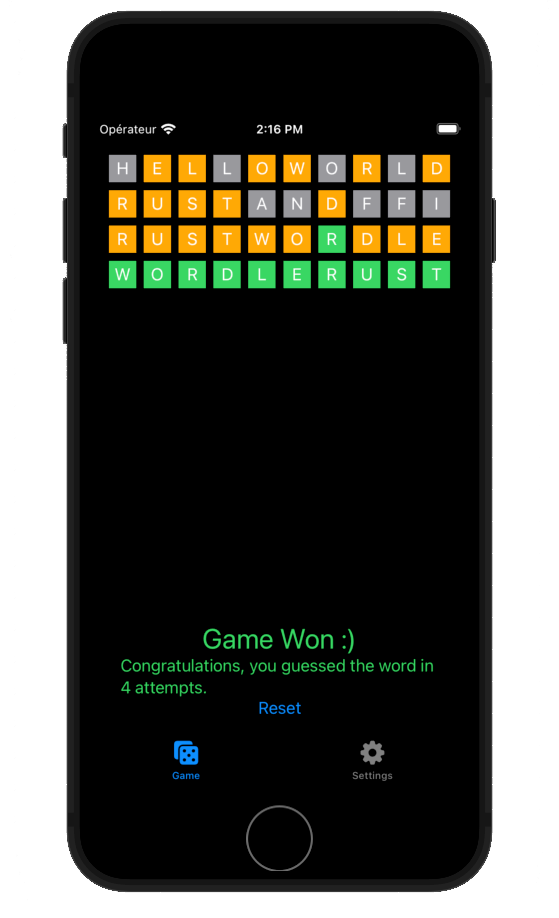 Opérateur 2:16 PM
H E L L O W O R L D
R U S T A N D F F I
R U S T W O R D L E
W O R D L E R U S T
Game Won :)
Congratulations, you guessed the word in
4 attempts.
Reset
Game Settings